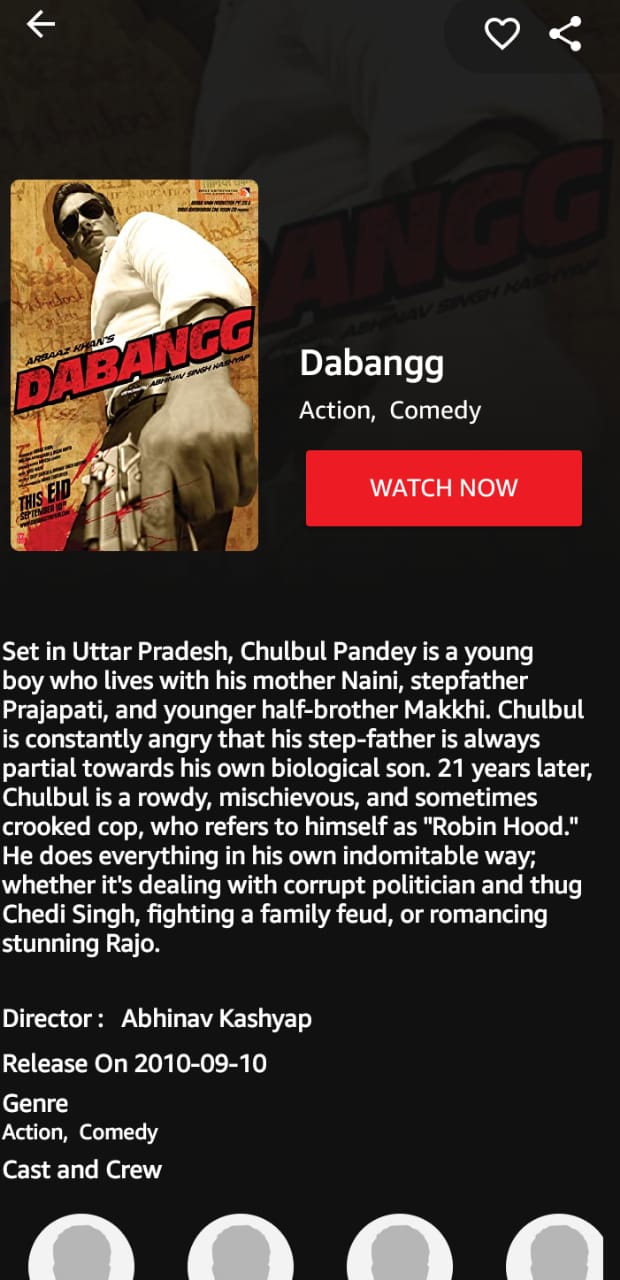 ARBAAZ KHAN'S
DABANGG
ABHINAV SINGH KASHYAP
THIS EID
SEPTEMBER 10
ANGG
ABHINAV SINGH KASHYAP
Dabangg
Action,  Comedy
WATCH NOW
Set in Uttar Pradesh, Chulbul Pandey is a young
boy who lives with his mother Naini, stepfather
Prajapati, and younger half-brother Makkhi. Chulbul
is constantly angry that his step-father is always
partial towards his own biological son. 21 years later,
Chulbul is a rowdy, mischievous, and sometimes
crooked cop, who refers to himself as "Robin Hood."
He does everything in his own indomitable way;
whether it's dealing with corrupt politician and thug
Chedi Singh, fighting a family feud, or romancing
stunning Rajo.
Director :   Abhinav Kashyap
Release On 2010-09-10
Genre
Action,  Comedy
Cast and Crew